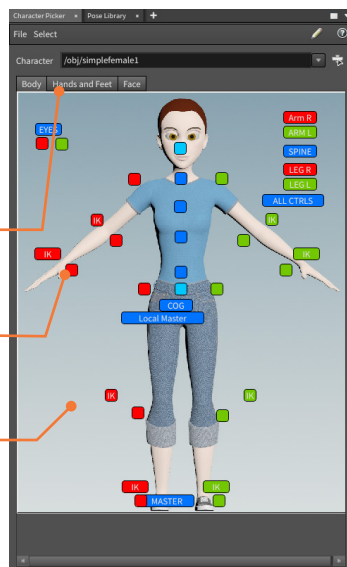 Character Picker × Pose Library × +
File Select
Character /obj/simplefemale1
Body Hands and Feet Face
Arm R
EYES
ARM L
SPINE
LEG R
LEG L
ALL CTRLS
IK
IK
IK
IK
COG
Local Master
IK
IK
IK
IK
MASTER